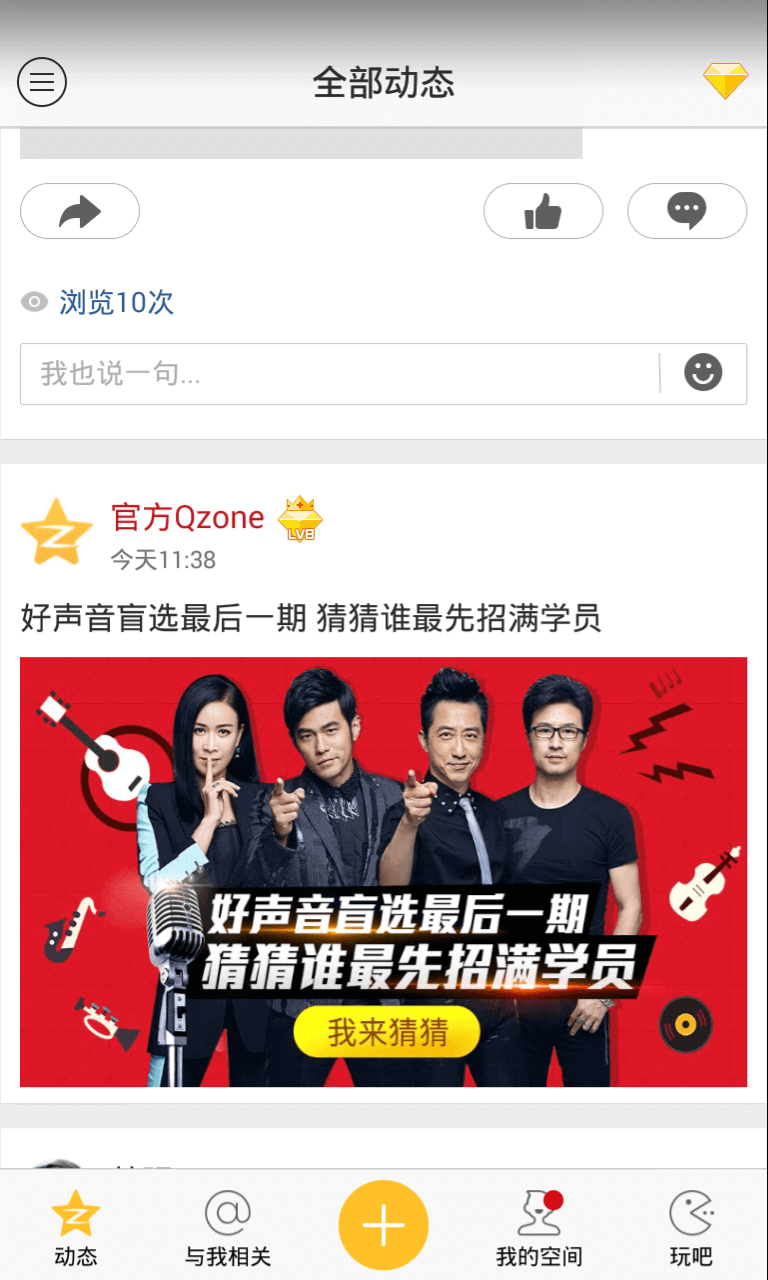 全部动态
浏览10次
我也说一句...
官方Qzone
LV8
今天11:38
好声音盲选最后一期 猜猜谁最先招满学员
好声音盲选最后一期
猜猜谁最先招满学员
我来猜猜
动态
与我相关
我的空间
玩吧